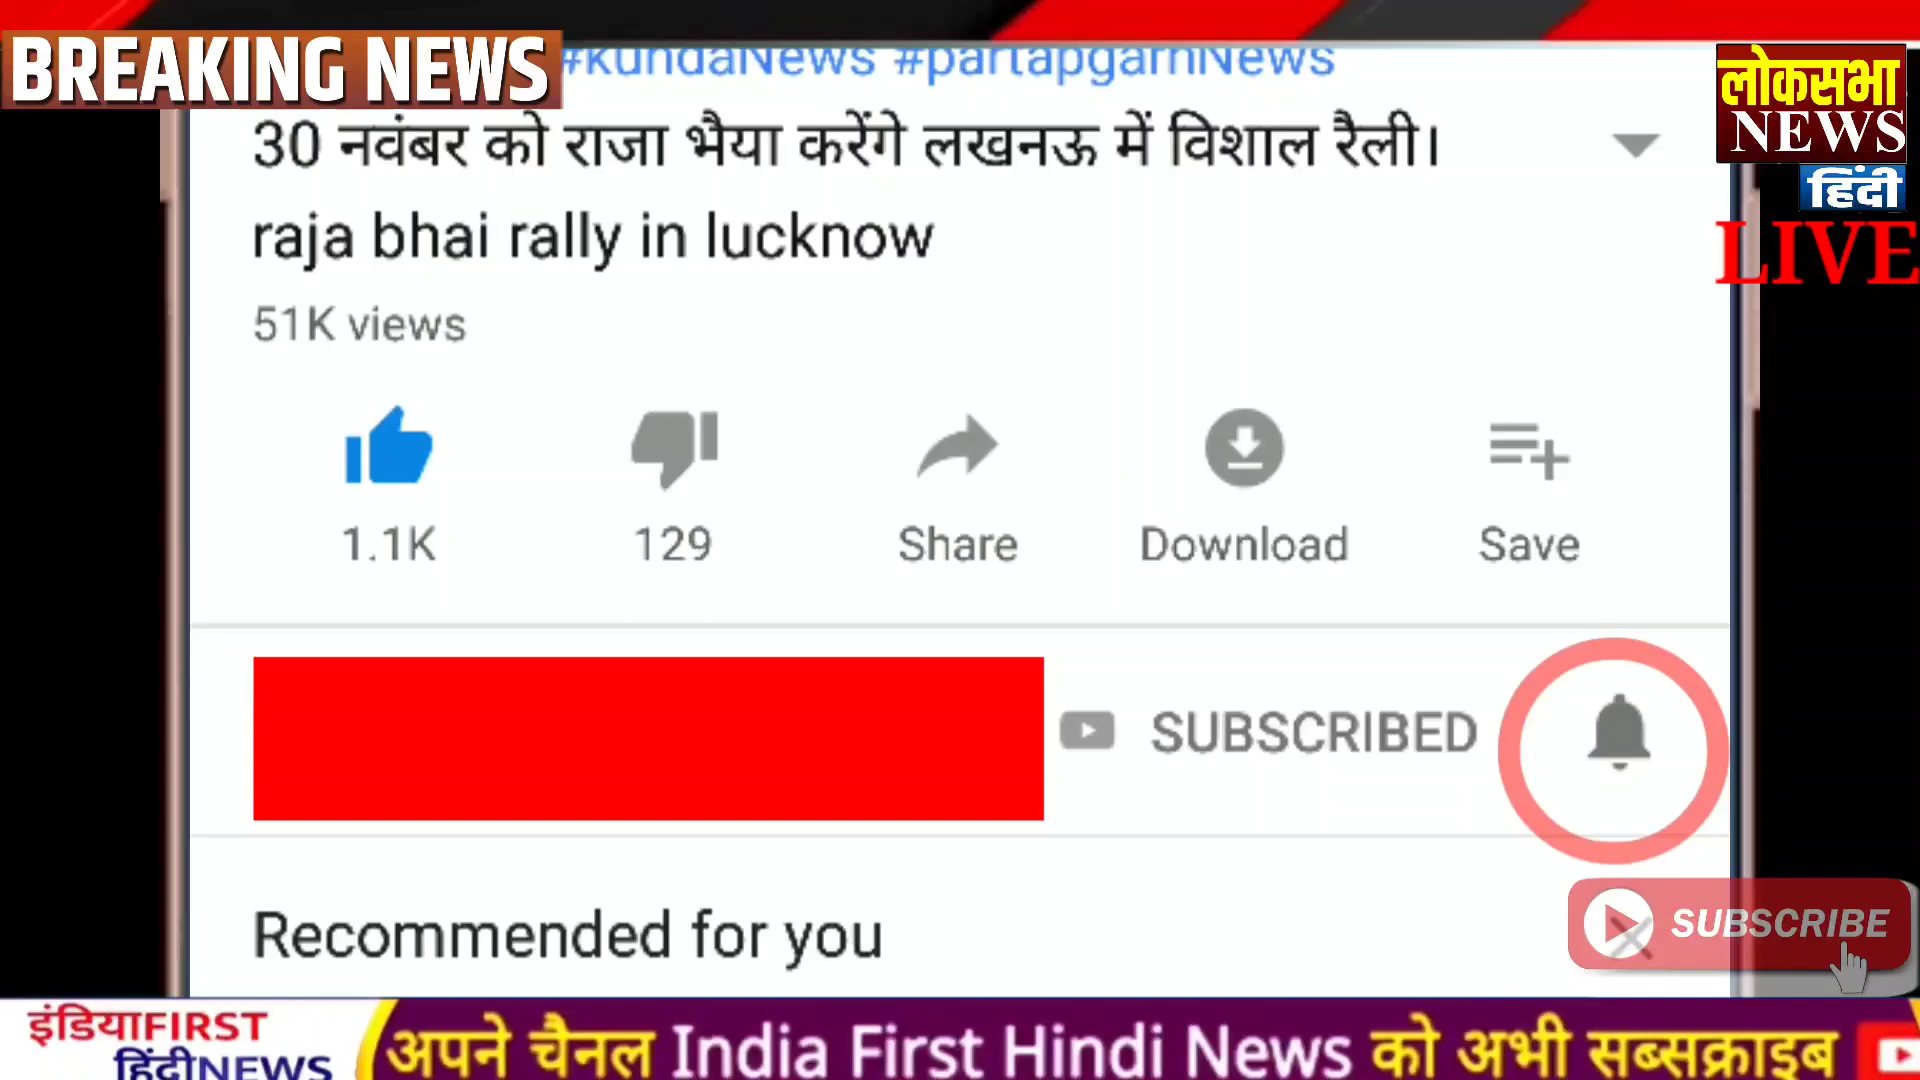 BREAKING NEWS
#kundaNews #partapgarhNews
लोकसभा
NEWS
हिंदी
LIVE
30 नवंबर को राजा भैया करेंगे लखनऊ में विशाल रैली।
raja bhai rally in lucknow
51K views
1.1K 129 Share Download Save
SUBSCRIBED
Recommended for you
SUBSCRIBE
इंडियाFIRST
हिंदीNEWS
अपने चैनल India First Hindi News को अभी सब्सक्राइब